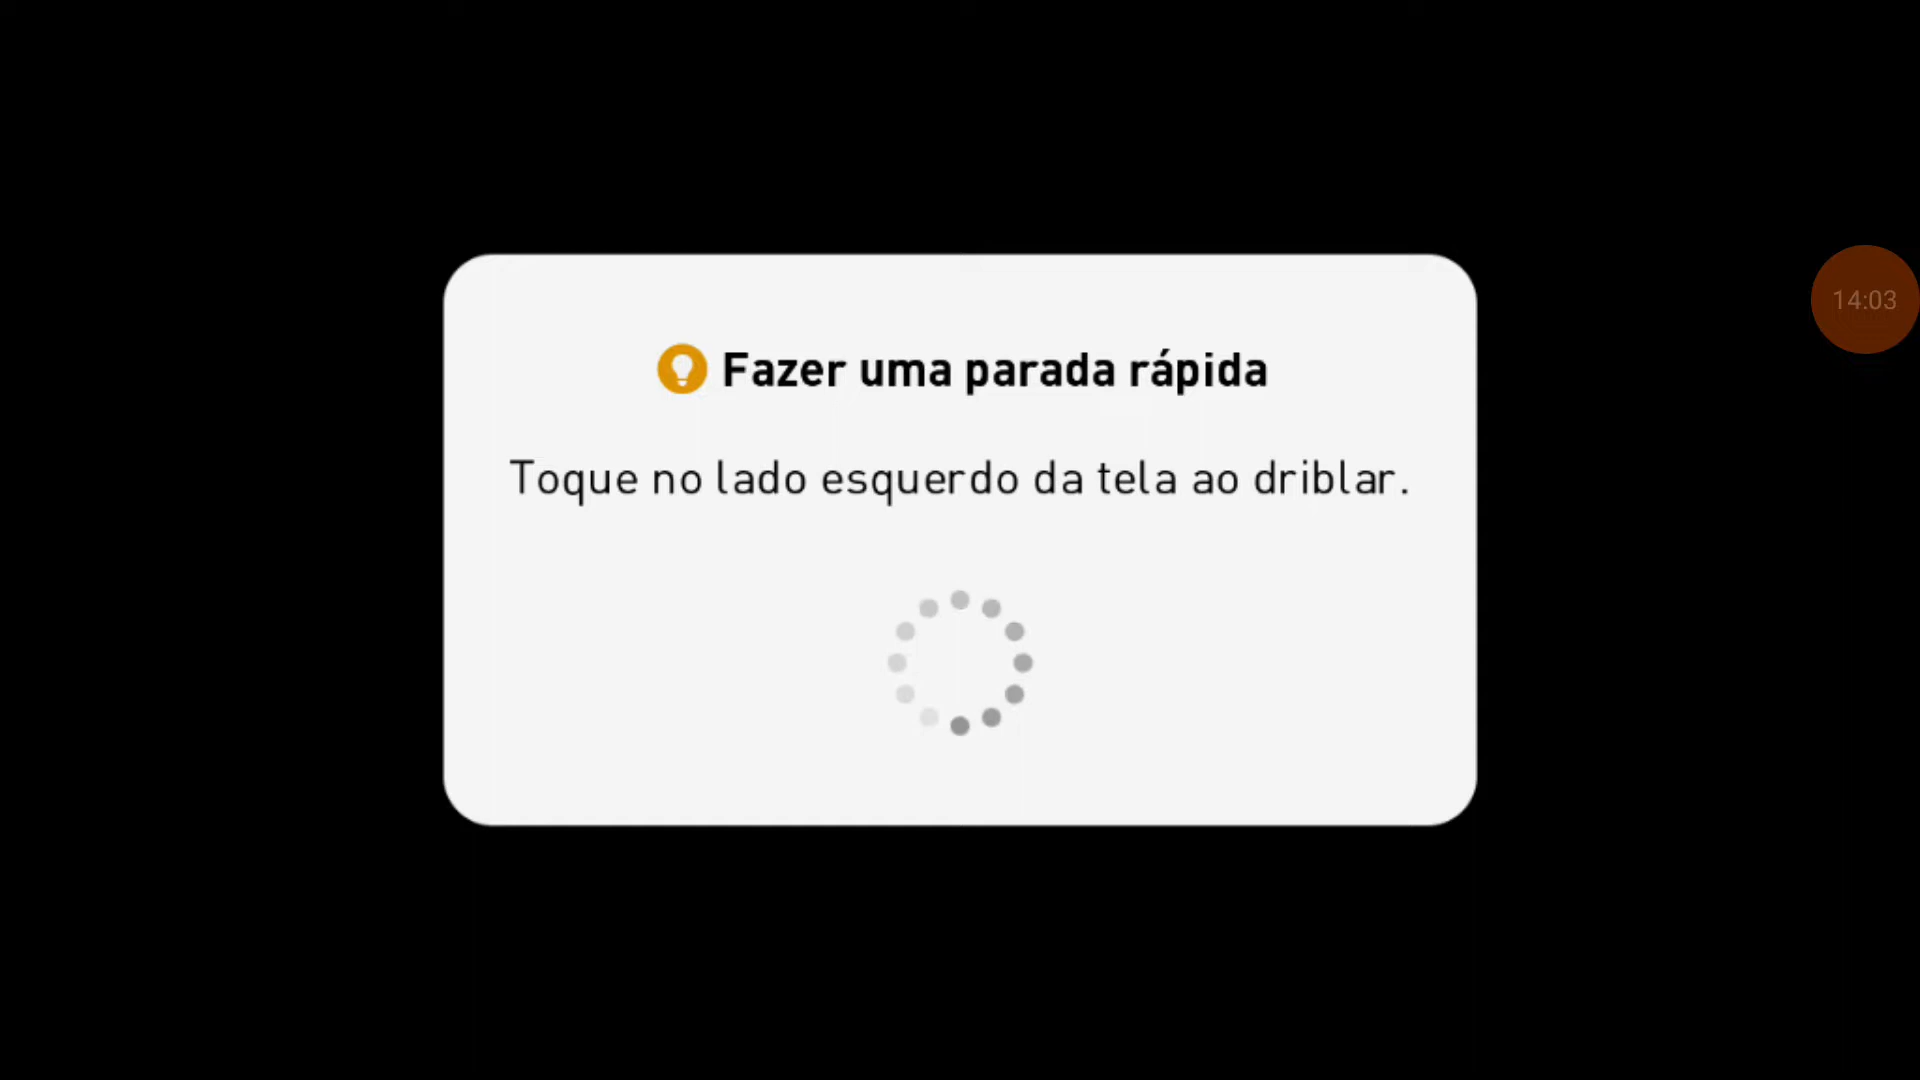 Fazer uma parada rápida
14:03
Toque no lado esquerdo da tela ao driblar.